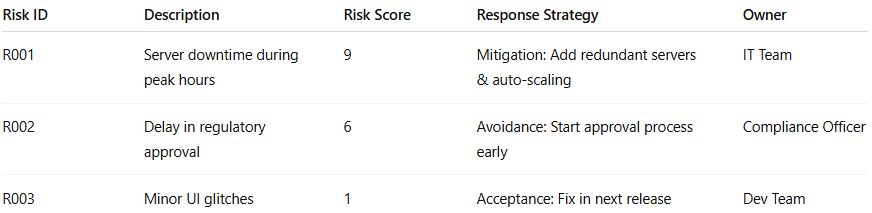 Risk ID Description Risk Score Response Strategy Owner
R001 Server downtime during 9 Mitigation: Add redundant servers IT Team
peak hours & auto-scaling
R002 Delay in regulatory 6 Avoidance: Start approval process Compliance Officer
approval early
R003 Minor UI glitches 1 Acceptance: Fix in next release Dev Team